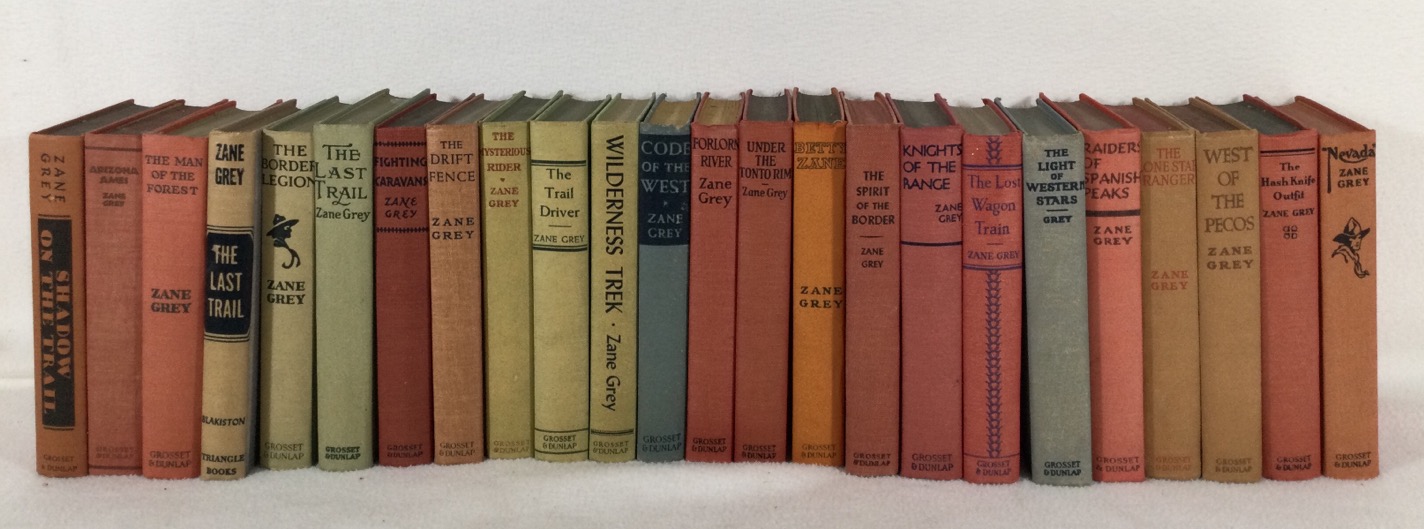 ZANE
GREY
SHADOW
ON THE TRAIL
GROSSET
& DUNLAP
ARIZONA
AMES
ZANE
GREY
GROSSET
& DUNLAP
THE MAN
OF THE
FOREST
ZANE
GREY
GROSSET
& DUNLAP
ZANE
GREY
THE
LAST
TRAIL
BLAKISTON
TRIANGLE
BOOKS
THE
BORDER
LEGION
ZANE
GREY
GROSSET
& DUNLAP
THE
LAST
TRAIL
Zane Grey
GROSSET
& DUNLAP
FIGHTING
CARAVANS
ZANE
GREY
GROSSET
& DUNLAP
THE
DRIFT
FENCE
ZANE
GREY
GROSSET
& DUNLAP
THE
MYSTERIOUS
RIDER
ZANE
GREY
GROSSET
& DUNLAP
The
Trail
Driver
ZANE GREY
GROSSET
& DUNLAP
WILDERNESS TREK · Zane Grey
GROSSET
& DUNLAP
CODE
OF THE
WEST
ZANE
GREY
GROSSET
& DUNLAP
FORLORN
RIVER
Zane
Grey
GROSSET
& DUNLAP
UNDER
THE
TONTO RIM
Zane Grey
GROSSET
& DUNLAP
BETTY
ZANE
ZANE
GREY
GROSSET
& DUNLAP
THE
SPIRIT
OF THE
BORDER
ZANE
GREY
GROSSET
& DUNLAP
KNIGHTS
OF THE
RANGE
ZANE
GREY
GROSSET
& DUNLAP
The Lost
Wagon
Train
ZANE GREY
GROSSET
& DUNLAP
THE
LIGHT
OF
WESTERN
STARS
GREY
GROSSET
& DUNLAP
RAIDERS
OF
SPANISH
PEAKS
ZANE
GREY
GROSSET
& DUNLAP
THE
LONE STAR
RANGER
ZANE
GREY
GROSSET
& DUNLAP
WEST
OF
THE
PECOS
ZANE
GREY
GROSSET
& DUNLAP
The
Hash Knife
Outfit
ZANE GREY
GROSSET
& DUNLAP
"Nevada"
ZANE
GREY
GROSSET
& DUNLAP